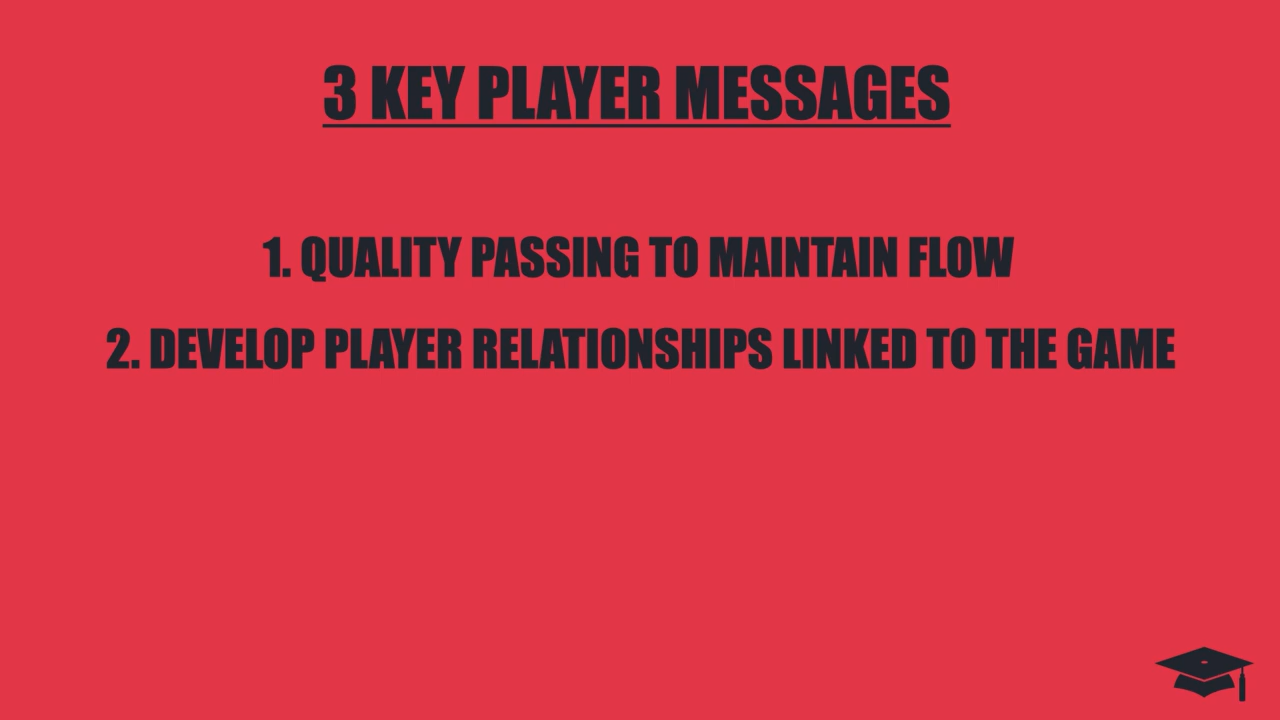 3 KEY PLAYER MESSAGES
1. QUALITY PASSING TO MAINTAIN FLOW
2. DEVELOP PLAYER RELATIONSHIPS LINKED TO THE GAME